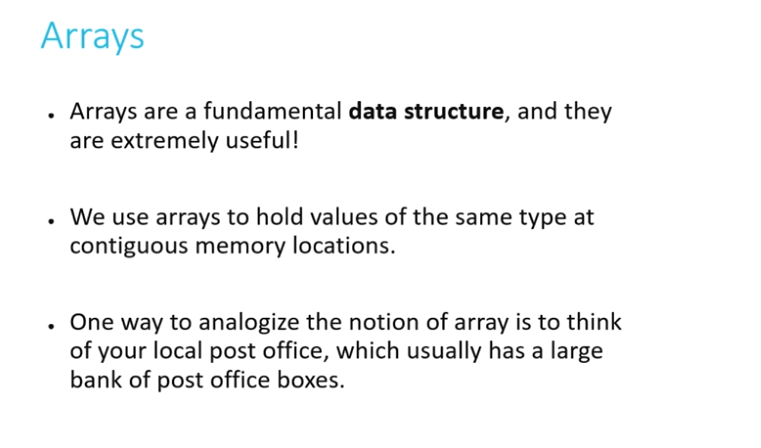 Arrays
• Arrays are a fundamental data structure, and they
are extremely useful!
• We use arrays to hold values of the same type at
contiguous memory locations.
• One way to analogize the notion of array is to think
of your local post office, which usually has a large
bank of post office boxes.